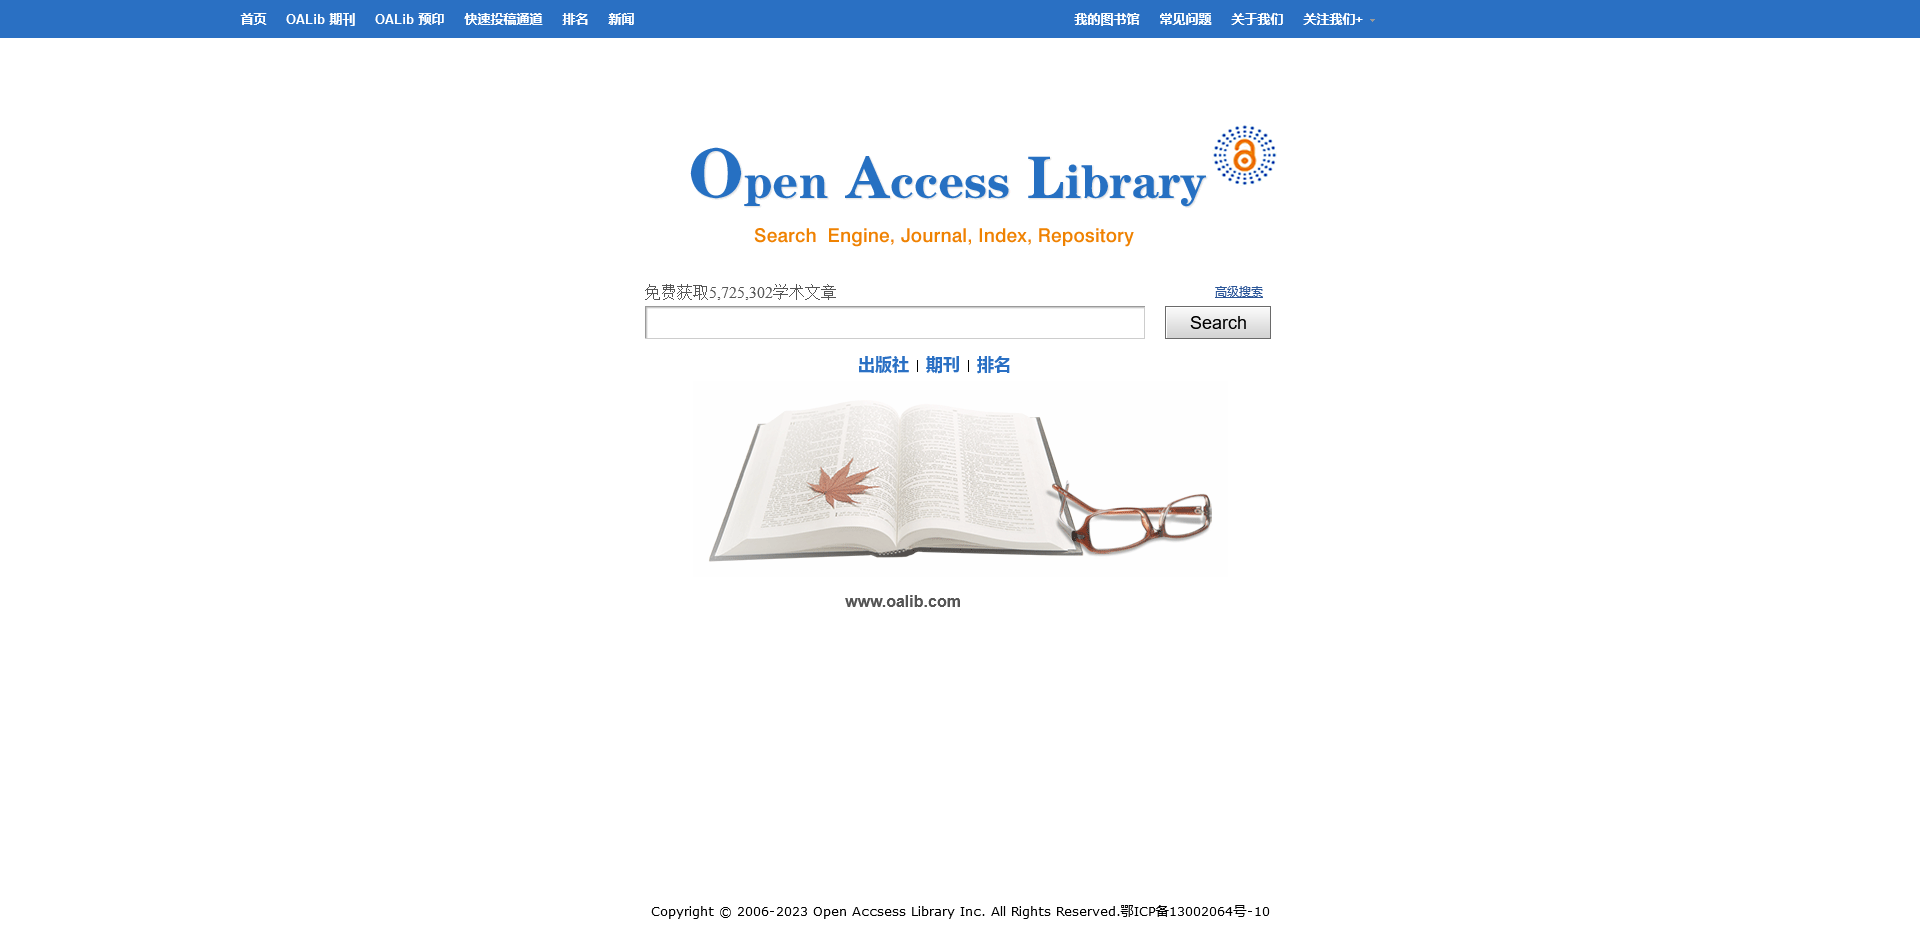 首页 OALib 期刊 OALib 预印 快速投稿通道 排名 新闻 我的图书馆 常见问题 关于我们 关注我们+
Open Access Library
Search Engine, Journal, Index, Repository
免费获取5,725,302学术文章 高级搜索
Search
出版社 | 期刊 | 排名
www.oalib.com
Copyright © 2006-2023 Open Accsess Library Inc. All Rights Reserved.鄂ICP备13002064号-10